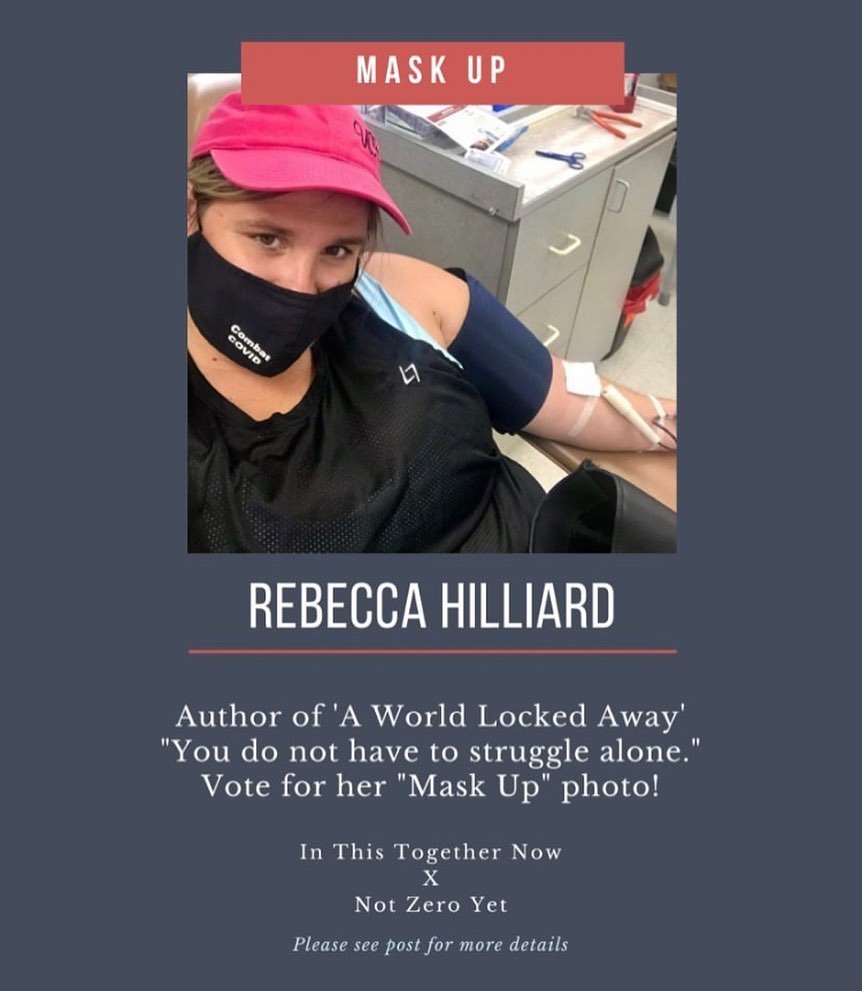 MASK UP
Combat
COVID
REBECCA HILLIARD
Author of 'A World Locked Away'
"You do not have to struggle alone."
Vote for her "Mask Up" photo!
In This Together Now
X
Not Zero Yet
Please see post for more details